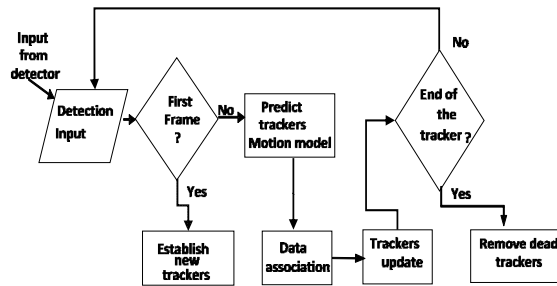 Input
from
detector
Detection
Input
First
Frame
?
No
Yes
Establish
new
trackers
Predict
trackers
Motion model
Data
association
Trackers
update
End of
the
tracker ?
No
Yes
Remove dead
trackers